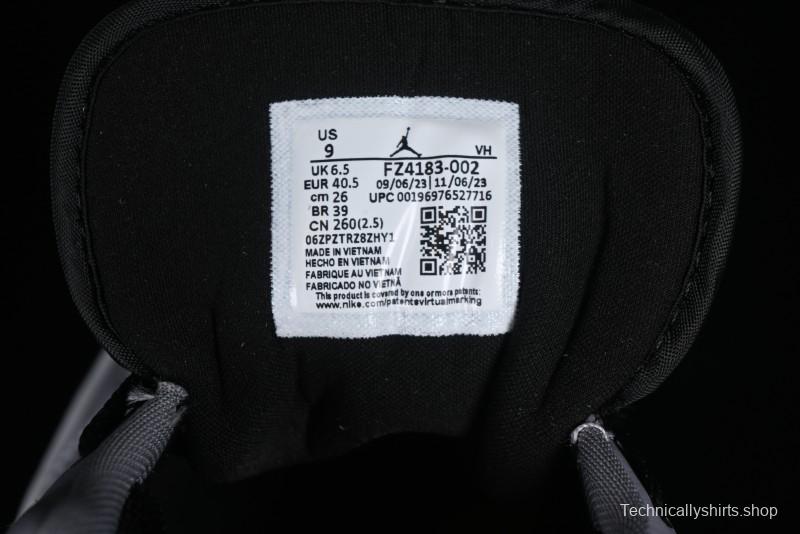 US
9 VH
UK 6.5 FZ4183-002
EUR 40.5 09/06/23 | 11/06/23
cm 26 UPC 00196976527716
BR 39
CN 260(2.5)
06ZPZTRZ8ZHY1
MADE IN VIETNAM
HECHO EN VIETNAM
FABRIQUE AU VIETNAM
FABRICADO NO VIETNÃ
This product is covered by one or more patents:
www.nike.com/patentsvirtualmarking
Technicallyshirts.shop